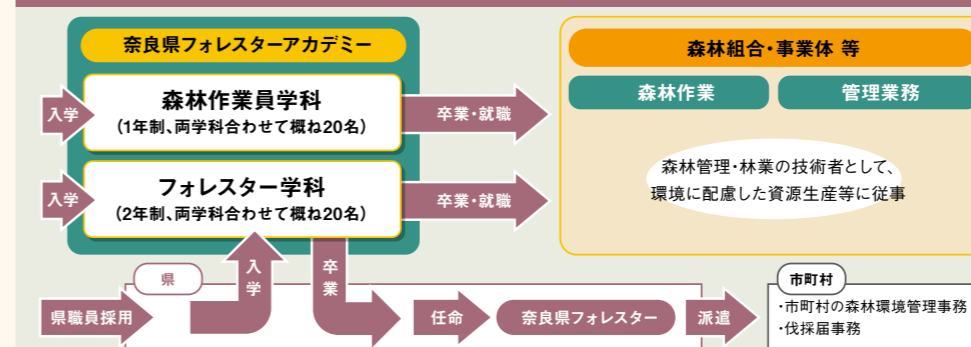 奈良県フォレスターアカデミー
入学
森林作業員学科
(1年制、両学科合わせて概ね20名)
卒業・就職
入学
フォレスター学科
(2年制、両学科合わせて概ね20名)
卒業・就職
森林組合・事業体 等
森林作業
管理業務
森林管理・林業の技術者として、
環境に配慮した資源生産等に従事
県
入学
卒業
県職員採用
任命
奈良県フォレスター
派遣
市町村
・市町村の森林環境管理事務
・伐採届事務